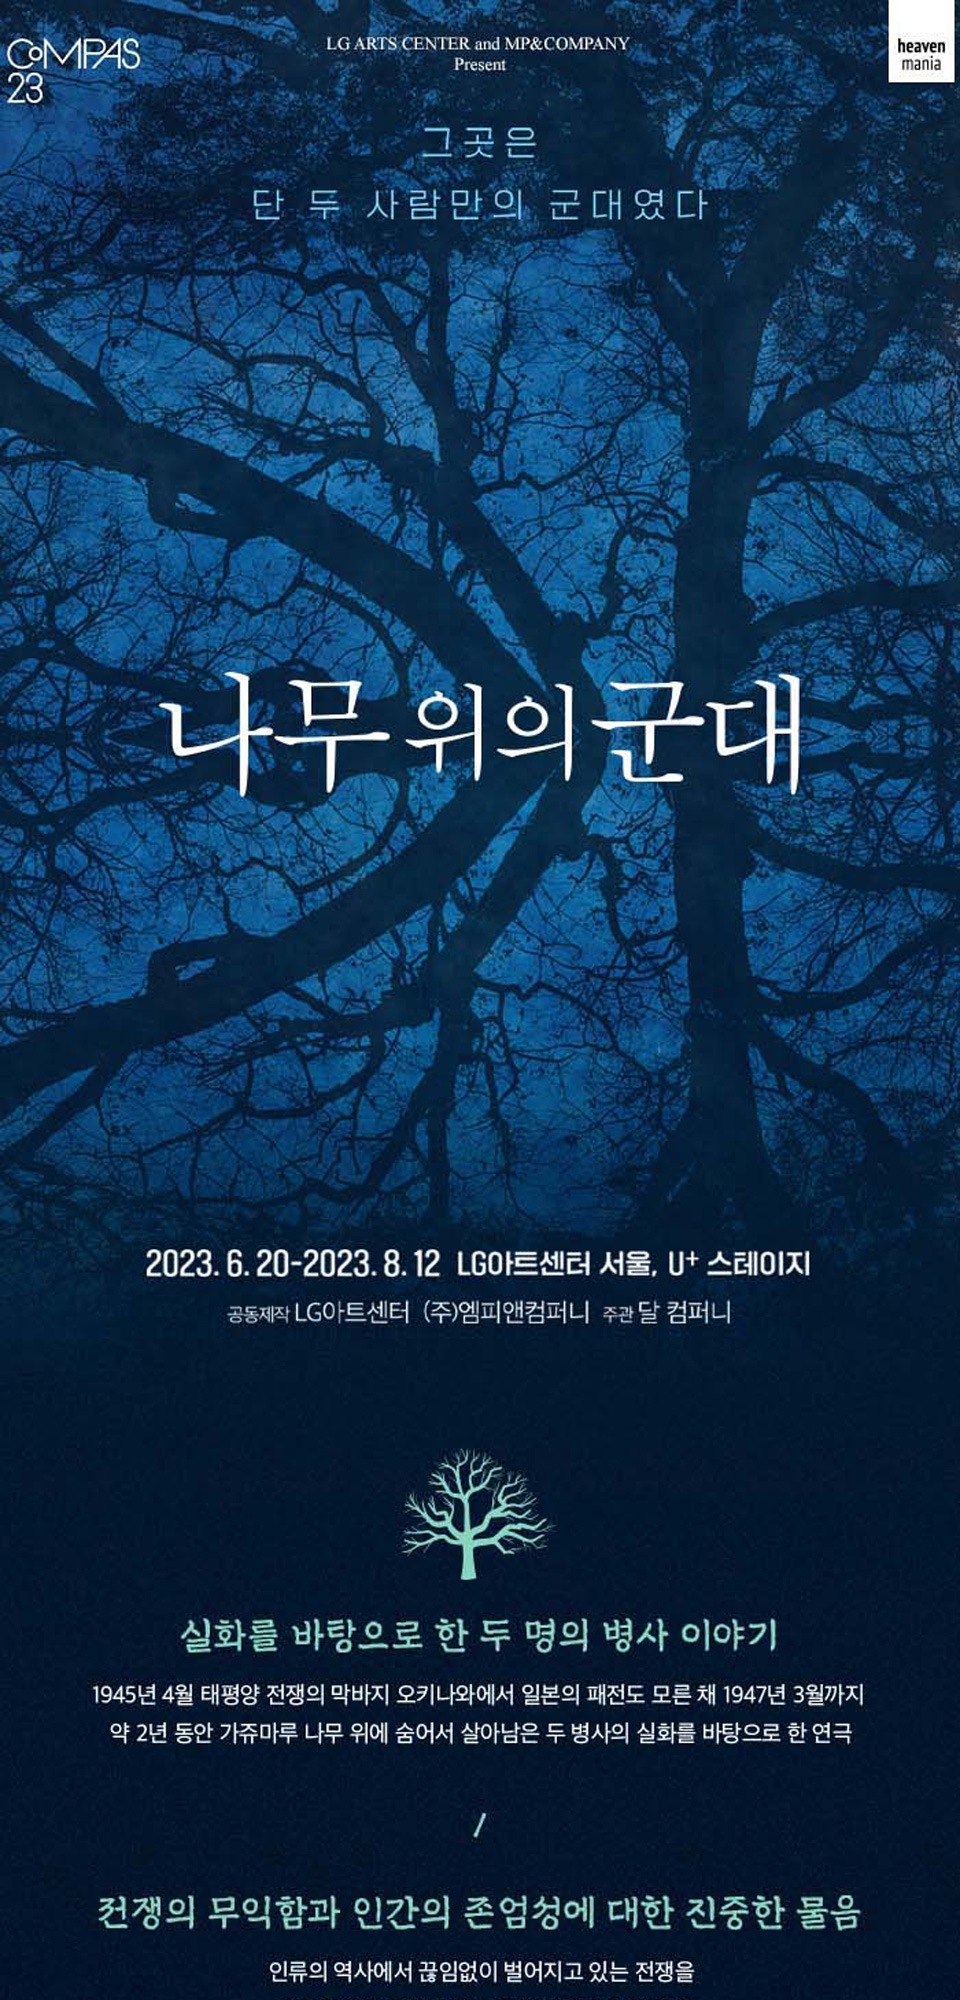 CoMPAS
23
LG ARTS CENTER and MP&COMPANY
Present
heaven
mania
그곳은
단 두 사람만의 군대였다
나무 위의 군대
2023. 6. 20-2023. 8. 12 LG아트센터 서울, U+ 스테이지
공동제작 LG아트센터 (주)엠피앤컴퍼니 주관 달 컴퍼니
실화를 바탕으로 한 두 명의 병사 이야기
1945년 4월 태평양 전쟁의 막바지 오키나와에서 일본의 패전도 모른 채 1947년 3월까지
약 2년 동안 가쥬마루 나무 위에 숨어서 살아남은 두 병사의 실화를 바탕으로 한 연극
/
전쟁의 무익함과 인간의 존엄성에 대한 진중한 물음
인류의 역사에서 끊임없이 벌어지고 있는 전쟁을